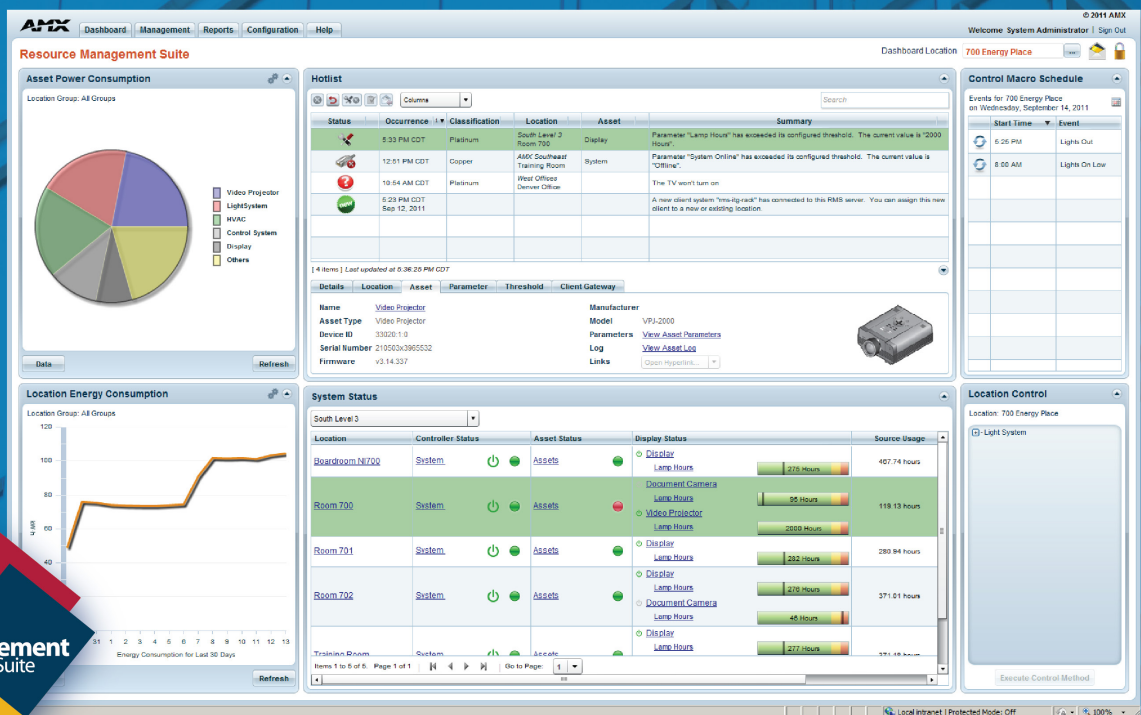 © 2011 AMX
AMX Dashboard Management Reports Configuration Help
Welcome System Administrator | Sign Out
Resource Management Suite
Dashboard Location 700 Energy Place
Asset Power Consumption
Location Group: All Groups
Video Projector
LightSystem
HVAC
Control System
Display
Others
Data Refresh
Hotlist
Columns Search
Status Occurrence Classification Location Asset Summary
5:33 PM CDT Platinum South Level 3 Room 700 Display Parameter "Lamp Hours" has exceeded its configured threshold. The current value is "2000 Hours".
12:51 PM CDT Copper AMX Southeast Training Room System Parameter "System Online" has exceeded its configured threshold. The current value is "Offline".
10:54 AM CDT Platinum West Offices Denver Office The TV won't turn on
new 5:23 PM CDT Sep 12, 2011 A new client system "rms-itg-rack" has connected to this RMS server. You can assign this new client to a new or existing location.
[ 4 items ] Last updated at 5:36:25 PM CDT
Details Location Asset Parameter Threshold Client Gateway
Name Video Projector Manufacturer
Asset Type Video Projector Model VPJ-2000
Device ID 33020:1:0 Parameters View Asset Parameters
Serial Number 210503x3965532 Log View Asset Log
Firmware v3.14.337 Links Open Hyperlink...
Control Macro Schedule
Events for 700 Energy Place
on Wednesday, September 14, 2011
Start Time Event
5:25 PM Lights Out
8:00 AM Lights On Low
Location Energy Consumption
Location Group: All Groups
120
100
80
60
40
31 1 2 3 4 5 6 7 8 9 10 11 12 13
Energy Consumption for Last 30 Days
Refresh
ement
Suite
System Status
South Level 3
Location Controller Status Asset Status Display Status Source Usage
Boardroom NI700 System Assets Display 467.74 hours
Lamp Hours 275 Hours
Document Camera
Room 700 System Assets Lamp Hours 95 Hours 119.13 hours
Video Projector
Lamp Hours 2000 Hours
Room 701 System Assets Display 280.94 hours
Lamp Hours 282 Hours
Display
Room 702 System Assets Lamp Hours 276 Hours 371.01 hours
Document Camera
Lamp Hours 46 Hours
Display
Training Room System Assets Lamp Hours 277 Hours 271.18 hours
Items 1 to 5 of 5. Page 1 of 1 Go to Page: 1
Location Control
Location: 700 Energy Place
Light System
Execute Control Method
Local intranet | Protected Mode: Off 100%